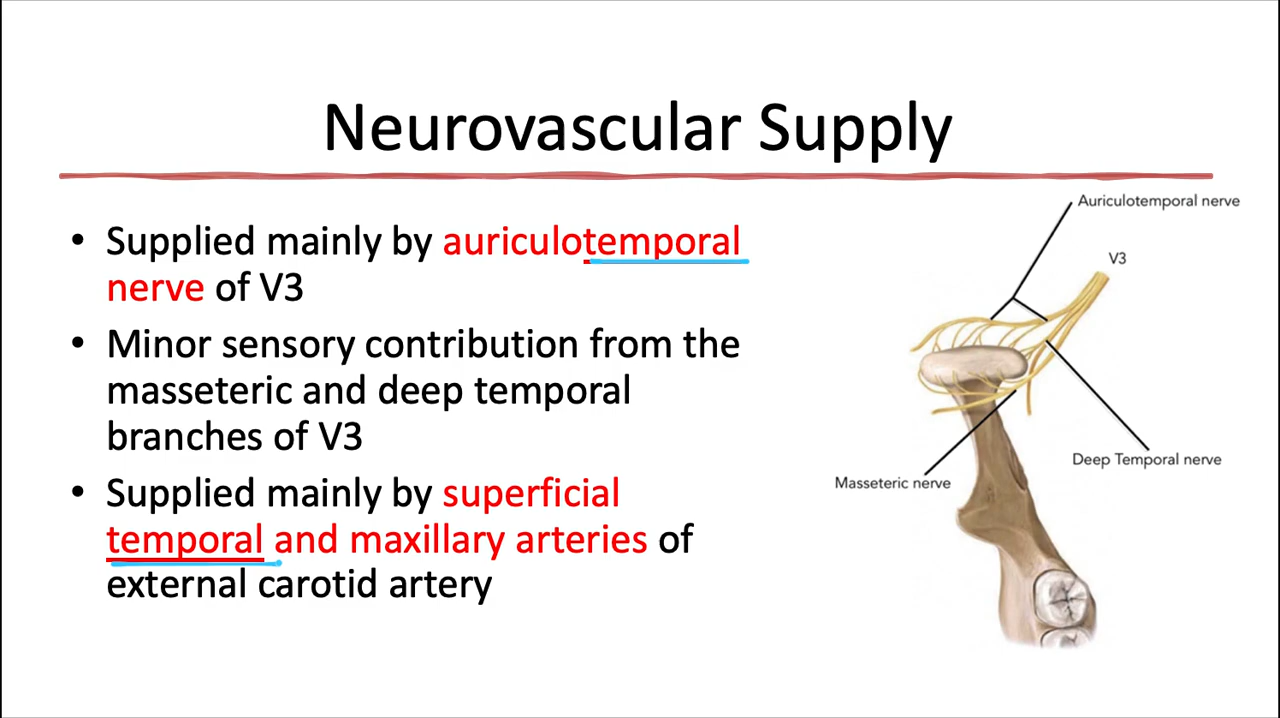 Neurovascular Supply
• Supplied mainly by auriculotemporal
nerve of V3
• Minor sensory contribution from the
masseteric and deep temporal
branches of V3
• Supplied mainly by superficial
temporal and maxillary arteries of
external carotid artery
Auriculotemporal nerve
V3
Deep Temporal nerve
Masseteric nerve